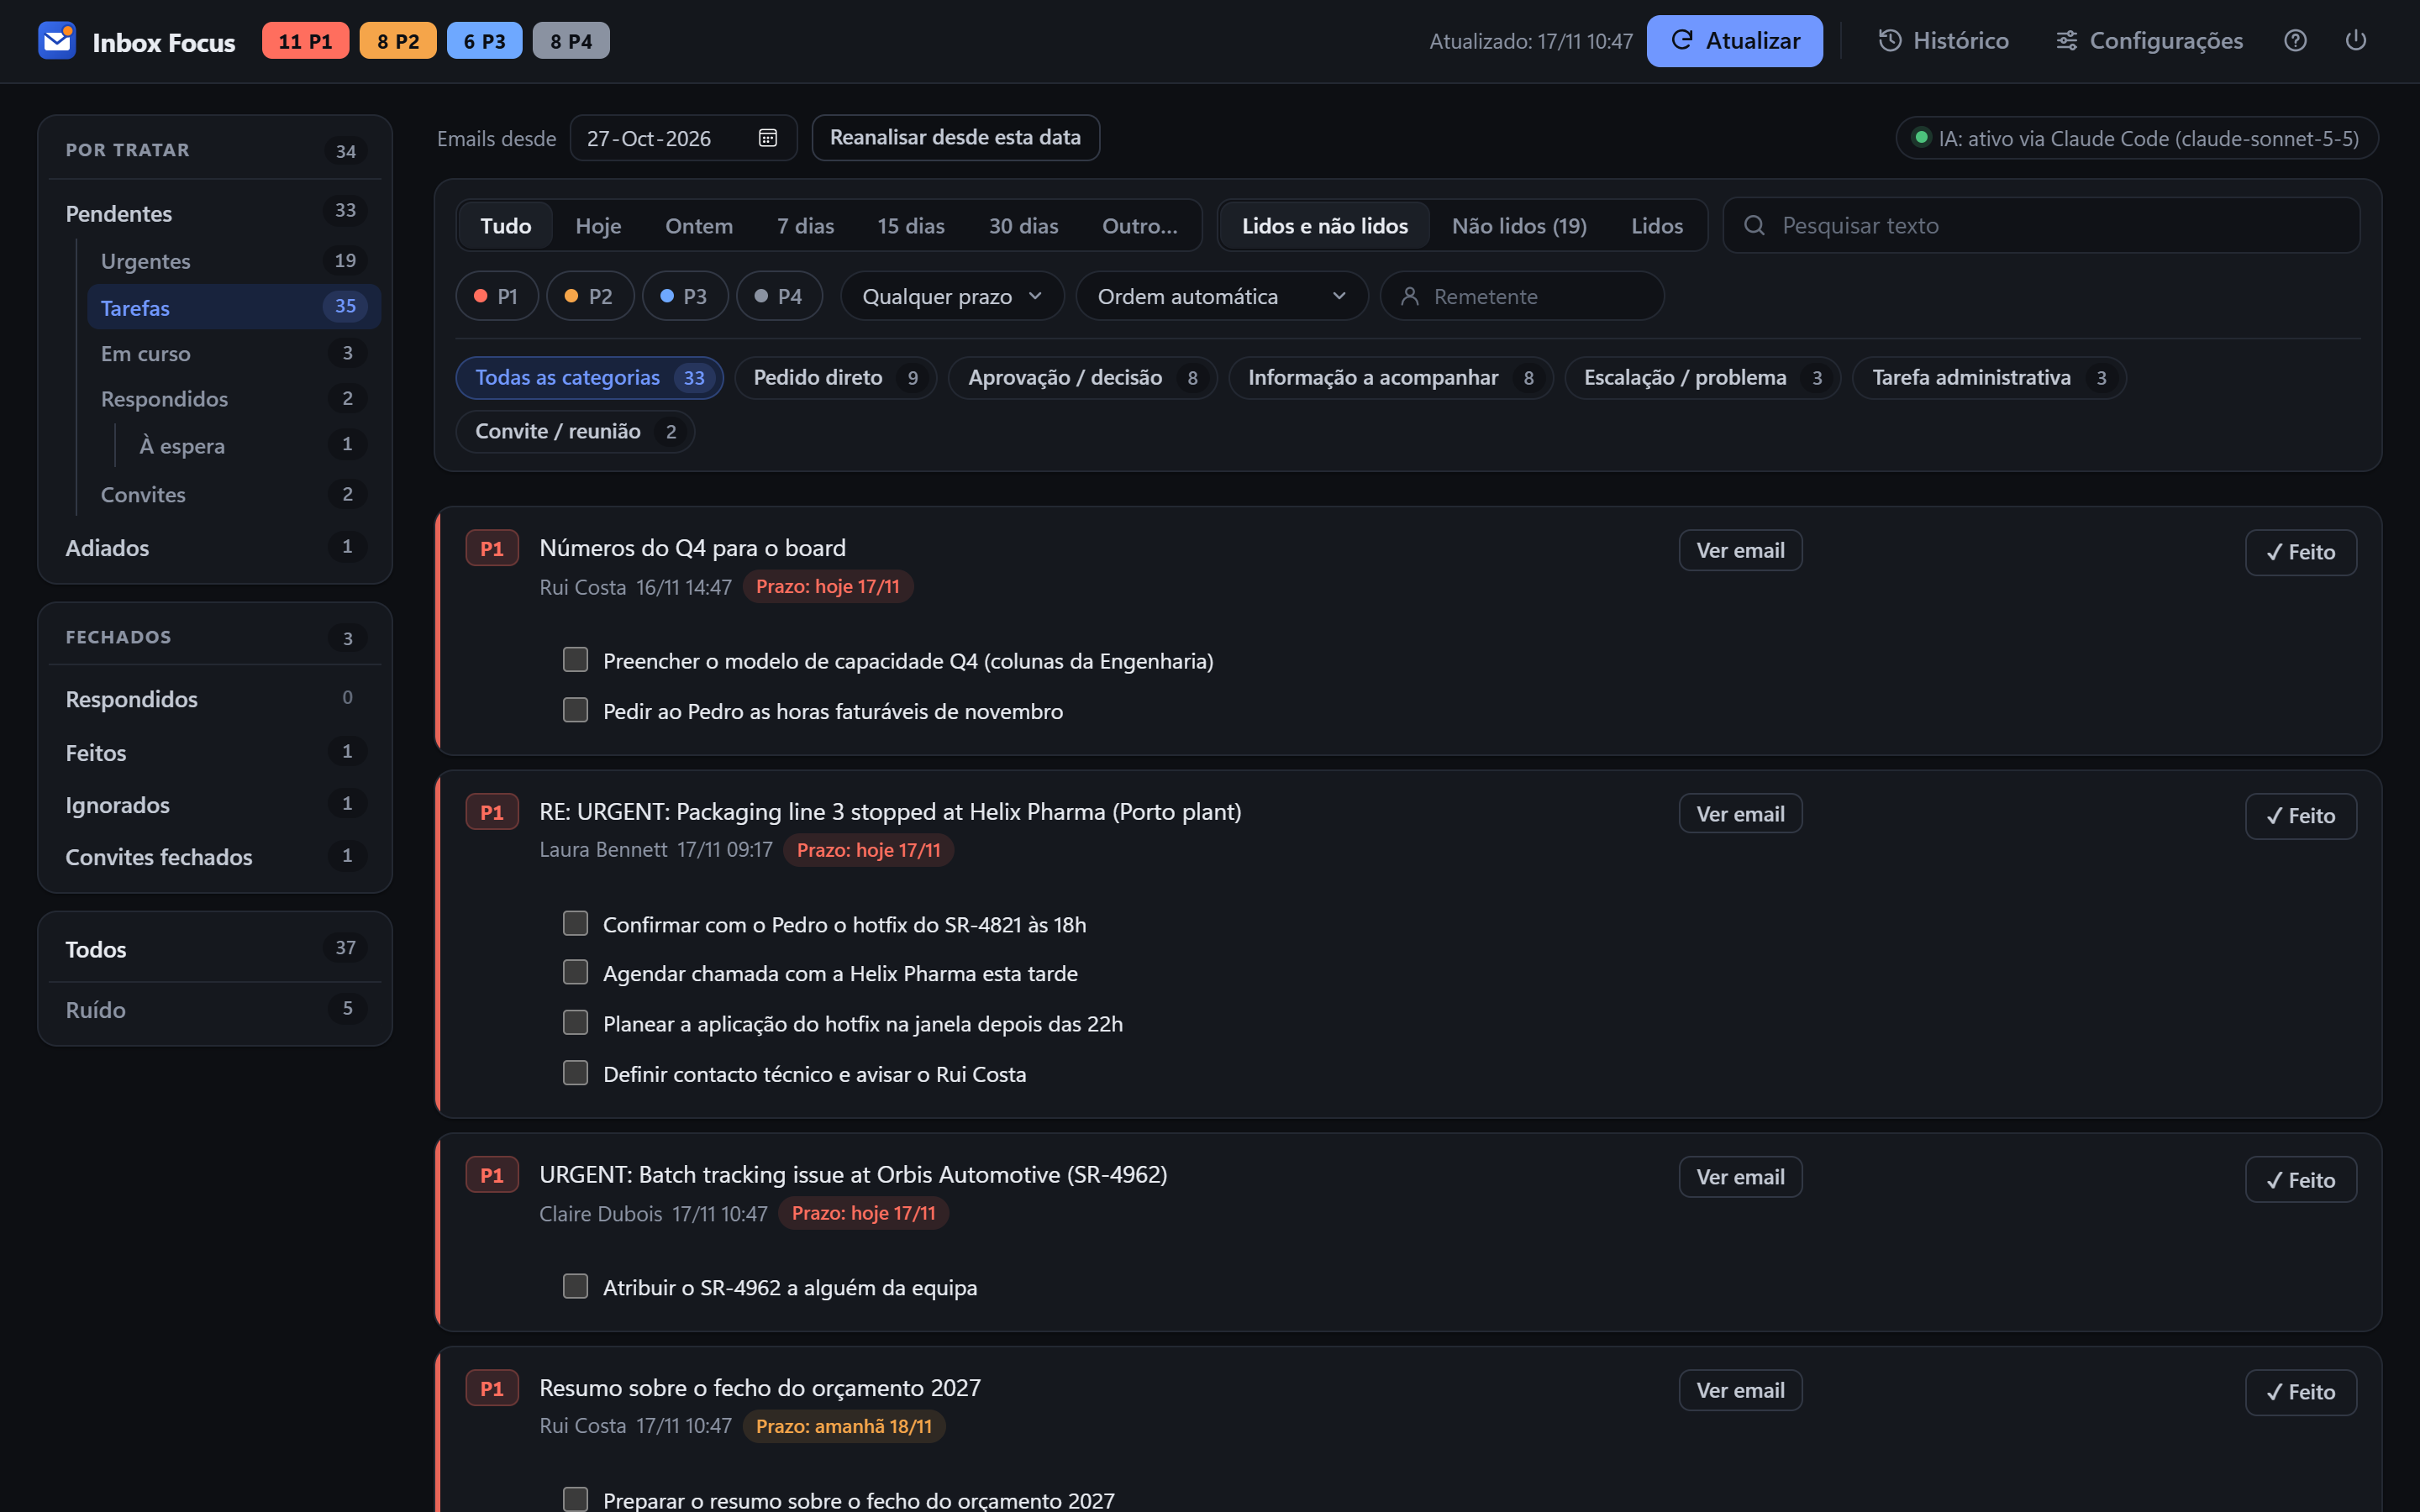 Inbox Focus 11 P1 8 P2 6 P3 8 P4 Atualizado: 17/11 10:47 Atualizar Histórico Configurações
POR TRATAR 34
Pendentes 33
Urgentes 19
Tarefas 35
Em curso 3
Respondidos 2
À espera 1
Convites 2
Adiados 1
FECHADOS 3
Respondidos 0
Feitos 1
Ignorados 1
Convites fechados 1
Todos 37
Ruído 5
Emails desde 27-Oct-2026 Reanalisar desde esta data IA: ativo via Claude Code (claude-sonnet-5-5)
Tudo Hoje Ontem 7 dias 15 dias 30 dias Outro... Lidos e não lidos Não lidos (19) Lidos Pesquisar texto
P1 P2 P3 P4 Qualquer prazo Ordem automática Remetente
Todas as categorias 33 Pedido direto 9 Aprovação / decisão 8 Informação a acompanhar 8 Escalação / problema 3 Tarefa administrativa 3
Convite / reunião 2
P1 Números do Q4 para o board Ver email ✓ Feito
Rui Costa 16/11 14:47 Prazo: hoje 17/11
Preencher o modelo de capacidade Q4 (colunas da Engenharia)
Pedir ao Pedro as horas faturáveis de novembro
P1 RE: URGENT: Packaging line 3 stopped at Helix Pharma (Porto plant) Ver email ✓ Feito
Laura Bennett 17/11 09:17 Prazo: hoje 17/11
Confirmar com o Pedro o hotfix do SR-4821 às 18h
Agendar chamada com a Helix Pharma esta tarde
Planear a aplicação do hotfix na janela depois das 22h
Definir contacto técnico e avisar o Rui Costa
P1 URGENT: Batch tracking issue at Orbis Automotive (SR-4962) Ver email ✓ Feito
Claire Dubois 17/11 10:47 Prazo: hoje 17/11
Atribuir o SR-4962 a alguém da equipa
P1 Resumo sobre o fecho do orçamento 2027 Ver email ✓ Feito
Rui Costa 17/11 10:47 Prazo: amanhã 18/11
Preparar o resumo sobre o fecho do orçamento 2027